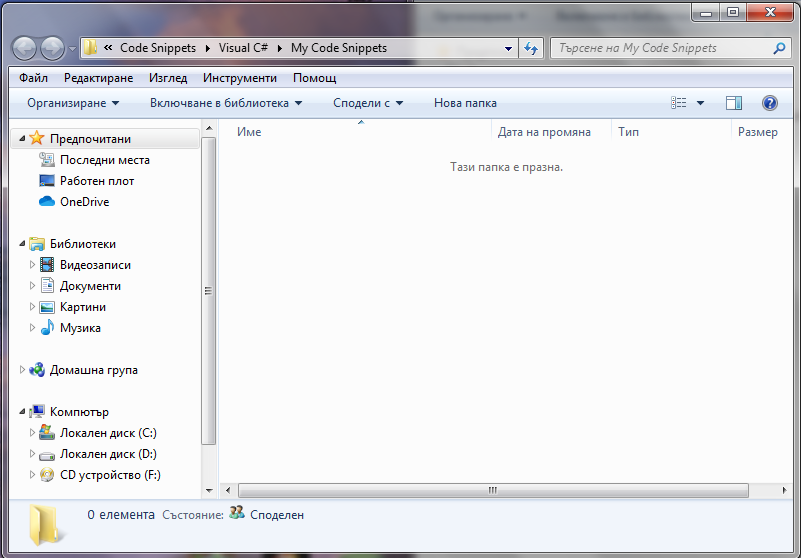 « Code Snippets Visual C# My Code Snippets Търсене на My Code Snippets
Файл Редактиране Изглед Инструменти Помощ
Организиране Включване в библиотека Сподели с Нова папка
Име Дата на промяна Тип Размер
Тази папка е празна.
Предпочитани
Последни места
Работен плот
OneDrive
Библиотеки
Видеозаписи
Документи
Картини
Музика
Домашна група
Компютър
Локален диск (C:)
Локален диск (D:)
CD устройство (F:)
0 елемента Състояние: Споделен